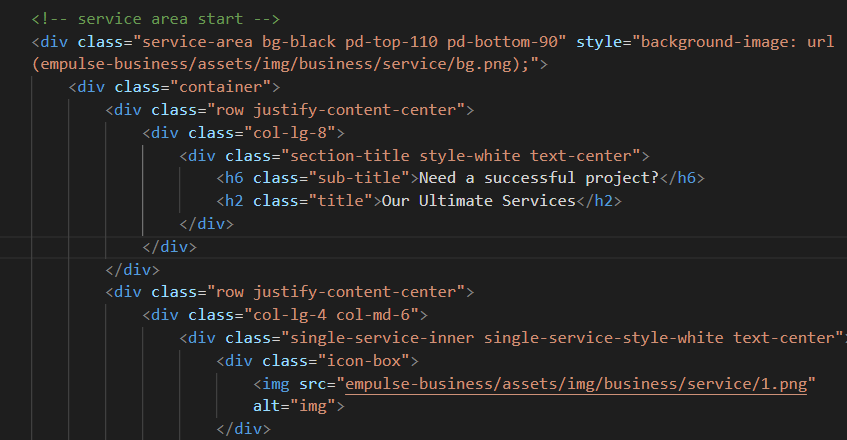 <!-- service area start -->
<div class="service-area bg-black pd-top-110 pd-bottom-90" style="background-image: url
(empulse-business/assets/img/business/service/bg.png);">
<div class="container">
<div class="row justify-content-center">
<div class="col-lg-8">
<div class="section-title style-white text-center">
<h6 class="sub-title">Need a successful project?</h6>
<h2 class="title">Our Ultimate Services</h2>
</div>
</div>
</div>
<div class="row justify-content-center">
<div class="col-lg-4 col-md-6">
<div class="single-service-inner single-service-style-white text-center"
<div class="icon-box">
<img src="empulse-business/assets/img/business/service/1.png"
alt="img">
</div>